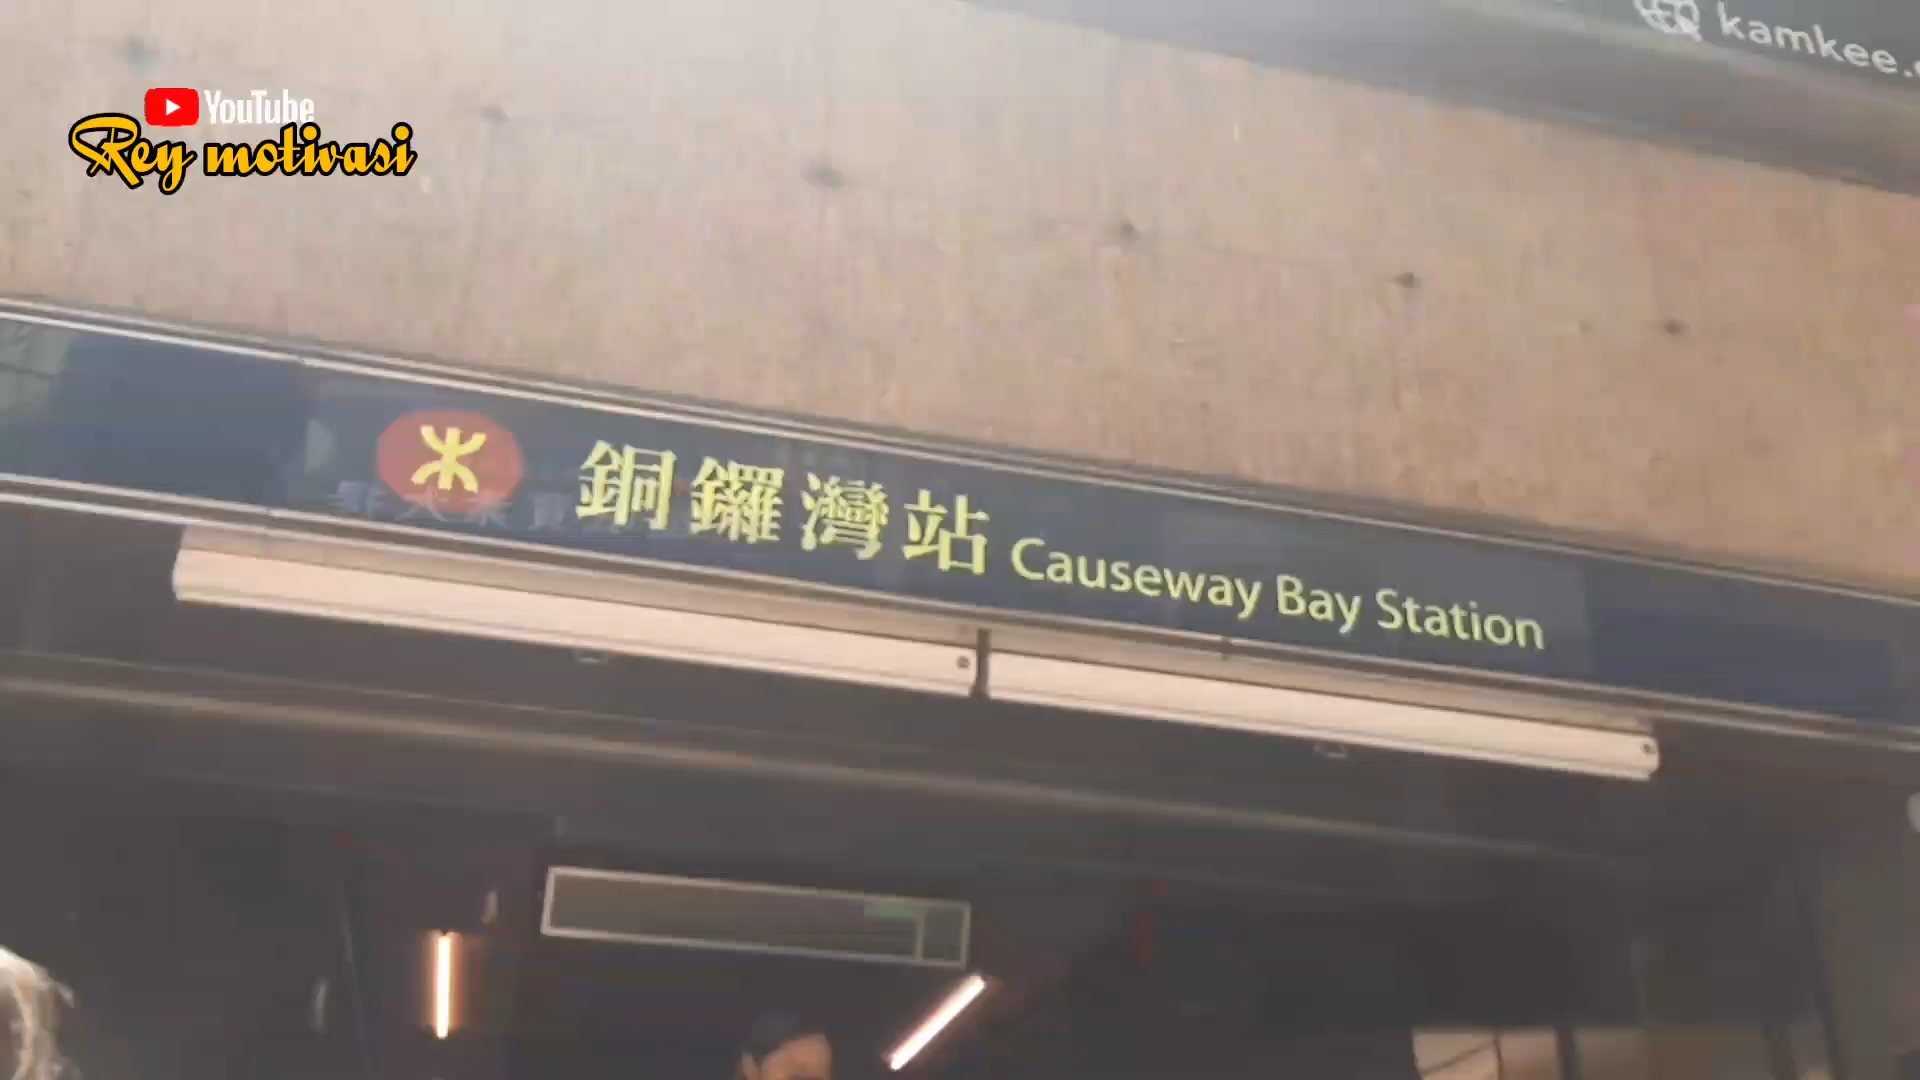 kamkee.
YouTube
Rey motivasi
銅鑼灣站 Causeway Bay Station